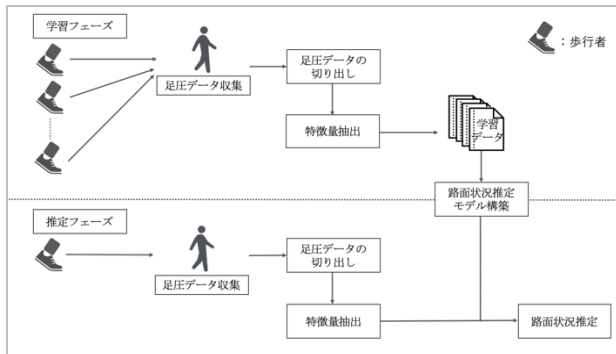 学習フェーズ
:歩行者
足圧データ収集
足圧データの
切り出し
特徴量抽出
学習
データ
路面状況推定
モデル構築
推定フェーズ
足圧データ収集
足圧データの
切り出し
特徴量抽出
路面状況推定